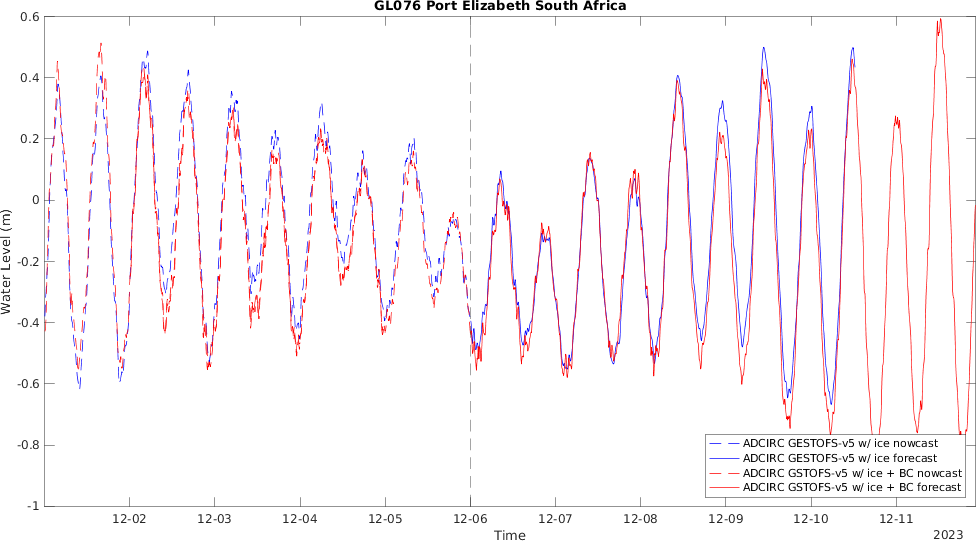 GL076 Port Elizabeth South Africa
0.6
0.4
0.2
0
-0.2
-0.4
-0.6
-0.8
-1
Water Level (m)
ADCIRC GESTOFS-v5 w/ ice nowcast
ADCIRC GESTOFS-v5 w/ ice forecast
ADCIRC GSTOFS-v5 w/ ice + BC nowcast
ADCIRC GSTOFS-v5 w/ ice + BC forecast
12-02 12-03 12-04 12-05 12-06 12-07 12-08 12-09 12-10 12-11
Time
2023